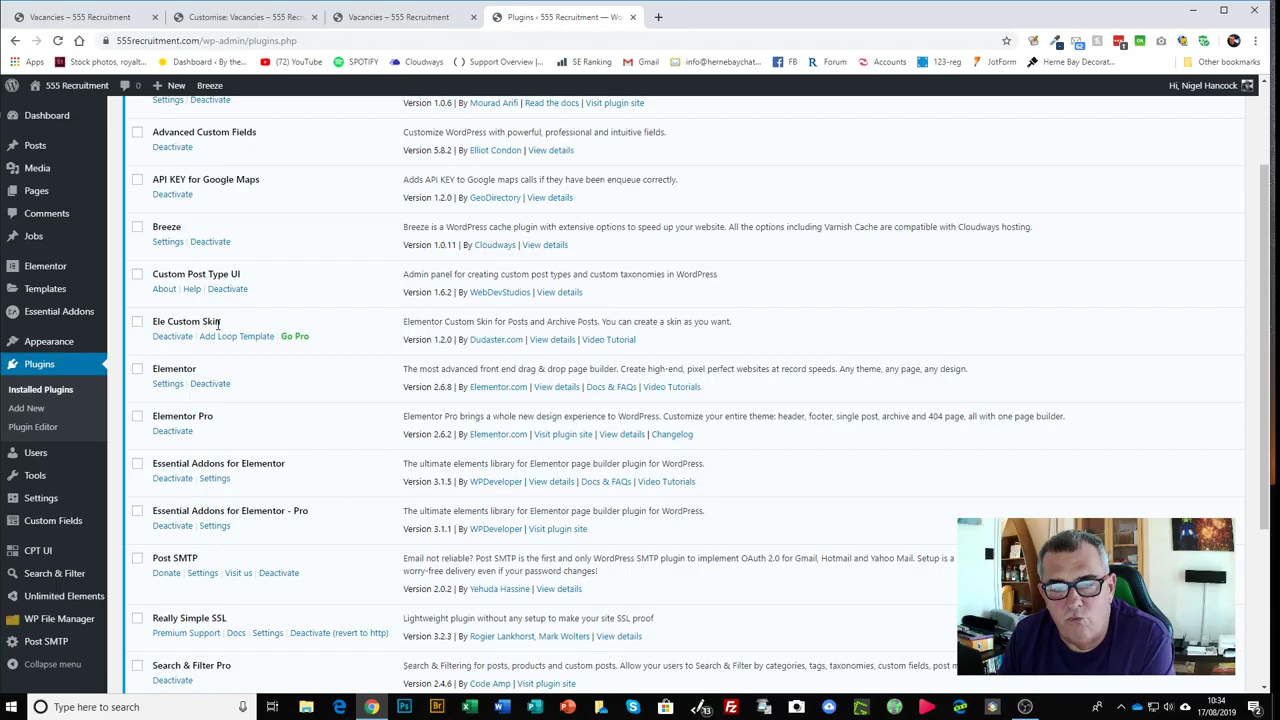 Vacancies – 555 Recruitment
Customise: Vacancies – 555 Recru
Vacancies – 555 Recruitment
Plugins ‹ 555 Recruitment — Wo
555recruitment.com/wp-admin/plugins.php
Apps
Stock photos, royalt...
Dashboard ‹ By the...
(72) YouTube
SPOTIFY
Cloudways
Support Overview...
SE Ranking
Gmail
info@hernebaychat...
FB
Forum
Accounts
123-reg
JotForm
Herne Bay Decorat...
Other bookmarks
555 Recruitment
0
New
Breeze
Hi, Nigel Hancock
Dashboard
Posts
Media
Pages
Comments
Jobs
Elementor
Templates
Essential Addons
Appearance
Plugins
Installed Plugins
Add New
Plugin Editor
Users
Tools
Settings
Custom Fields
CPT UI
Search & Filter
Unlimited Elements
WP File Manager
Post SMTP
Collapse menu
Settings | Deactivate
Version 1.0.6 | By Mourad Arifi | Read the docs | Visit plugin site
Advanced Custom Fields
Customize WordPress with powerful, professional and intuitive fields.
Deactivate
Version 5.8.2 | By Elliot Condon | View details
API KEY for Google Maps
Adds API KEY to Google maps calls if they have been enqueue correctly.
Deactivate
Version 1.2.0 | By GeoDirectory | View details
Breeze
Breeze is a WordPress cache plugin with extensive options to speed up your website. All the options including Varnish Cache are compatible with Cloudways hosting.
Settings | Deactivate
Version 1.0.11 | By Cloudways | View details
Custom Post Type UI
Admin panel for creating custom post types and custom taxonomies in WordPress
About | Help | Deactivate
Version 1.6.2 | By WebDevStudios | View details
Ele Custom Skin
Elementor Custom Skin for Posts and Archive Posts. You can create a skin as you want.
Deactivate | Add Loop Template | Go Pro
Version 1.2.0 | By Dudaster.com | View details | Video Tutorial
Elementor
The most advanced front end drag & drop page builder. Create high-end, pixel perfect websites at record speeds. Any theme, any page, any design.
Settings | Deactivate
Version 2.6.8 | By Elementor.com | View details | Docs & FAQs | Video Tutorials
Elementor Pro
Elementor Pro brings a whole new design experience to WordPress. Customize your entire theme: header, footer, single post, archive and 404 page, all with one page builder.
Deactivate
Version 2.6.2 | By Elementor.com | Visit plugin site | View details | Changelog
Essential Addons for Elementor
The ultimate elements library for Elementor page builder plugin for WordPress.
Deactivate | Settings
Version 3.1.5 | By WPDeveloper | View details | Docs & FAQs | Video Tutorials
Essential Addons for Elementor - Pro
The ultimate elements library for Elementor page builder plugin for WordPress.
Deactivate | Settings
Version 3.1.1 | By WPDeveloper | Visit plugin site
Post SMTP
Email not reliable? Post SMTP is the first and only WordPress SMTP plugin to implement OAuth 2.0 for Gmail, Hotmail and Yahoo Mail. Setup is a
worry-free delivery even if your password changes!
Donate | Settings | Visit us | Deactivate
Version 2.0.2 | By Yehuda Hassine | View details
Really Simple SSL
Lightweight plugin without any setup to make your site SSL proof
Premium Support | Docs | Settings | Deactivate (revert to http)
Version 3.2.3 | By Rogier Lankhorst, Mark Wolters | View details
Search & Filter Pro
Search & Filtering for posts, products and custom posts. Allow your users to Search & Filter by categories, tags, taxonomies, custom fields, post m
Deactivate
Version 2.4.6 | By Code Amp | Visit plugin site
Type here to search
10:34
17/08/2019